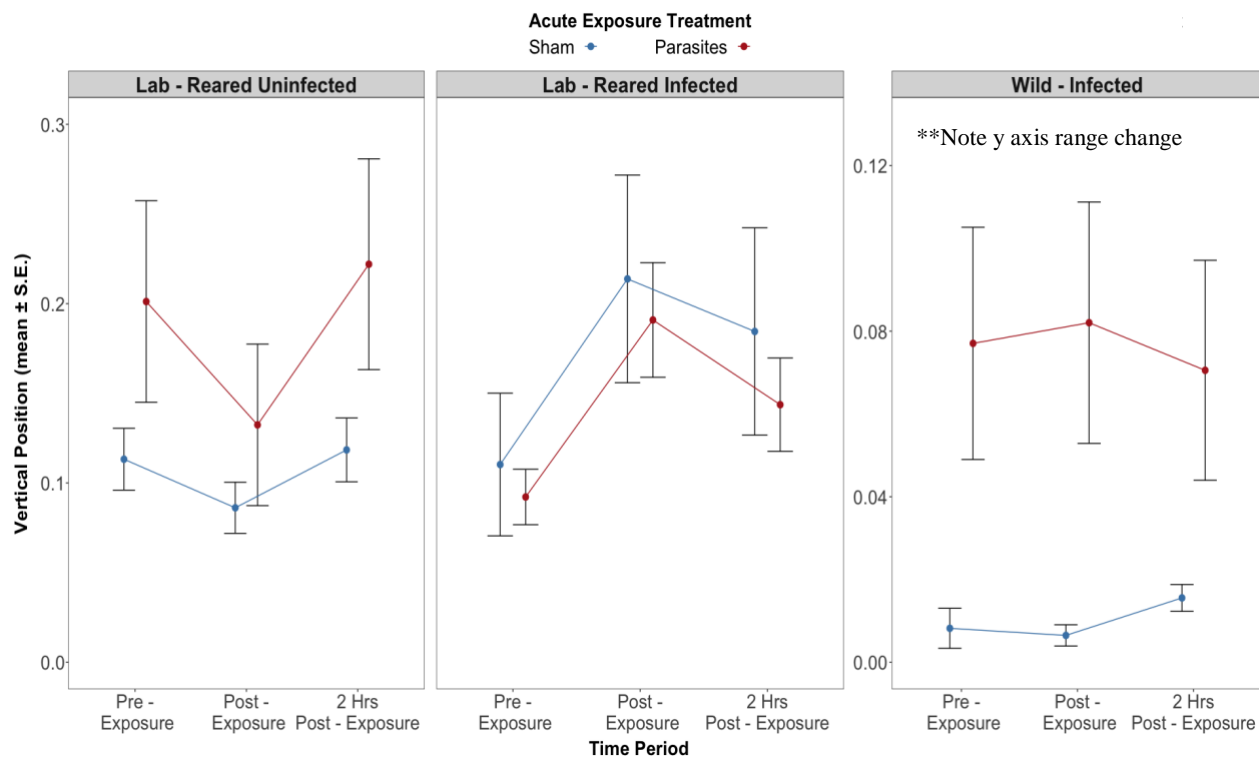 Acute Exposure Treatment
Sham Parasites
Lab - Reared Uninfected
Lab - Reared Infected
Wild - Infected
**Note y axis range change
Vertical Position (mean ± S.E.)
0.3
0.2
0.1
0.0
0.12
0.08
0.04
0.00
Pre -
Exposure
Post -
Exposure
2 Hrs
Post - Exposure
Pre -
Exposure
Post -
Exposure
2 Hrs
Post - Exposure
Pre -
Exposure
Post -
Exposure
2 Hrs
Post - Exposure
Time Period